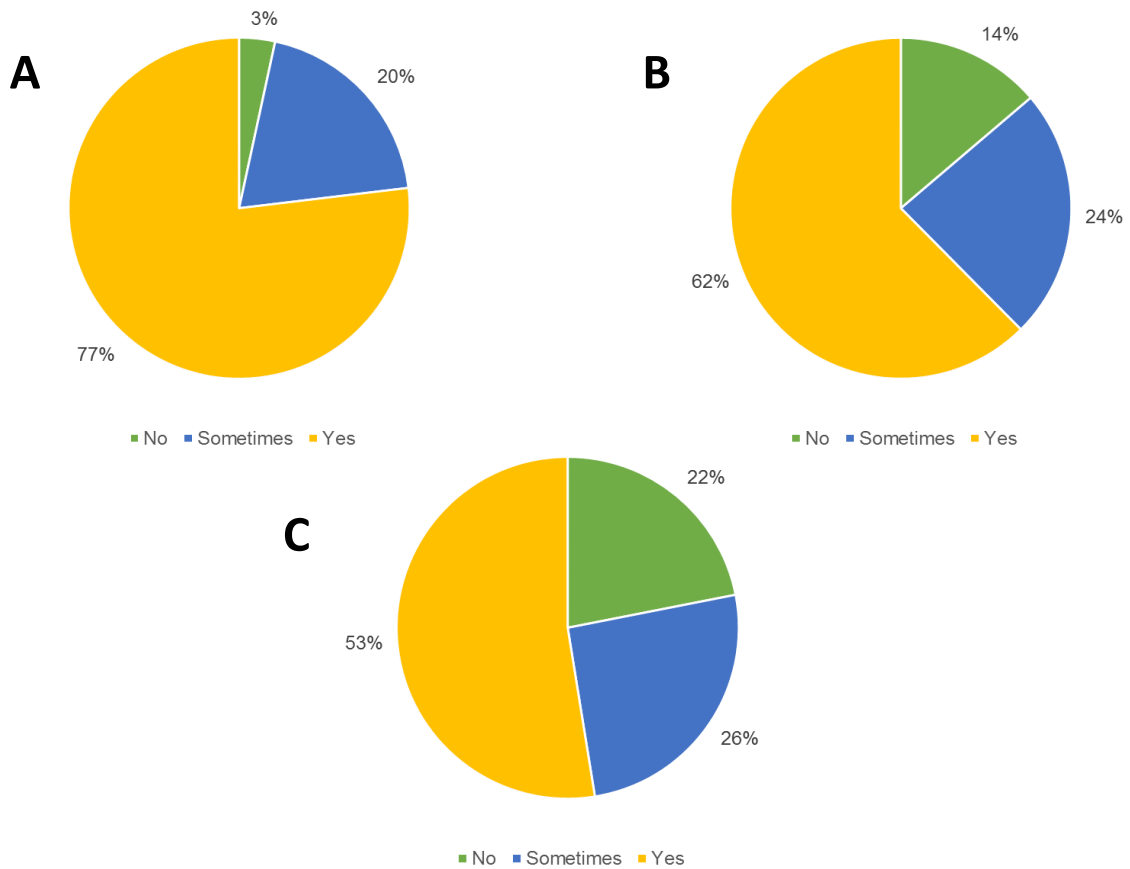 A
3%
20%
77%
No Sometimes Yes
B
14%
24%
62%
No Sometimes Yes
C
22%
53%
26%
No Sometimes Yes